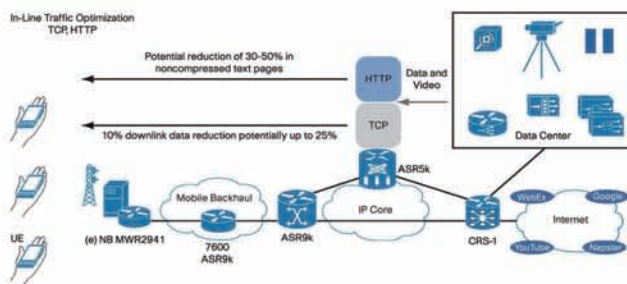 In-Line Traffic Optimization
TCP, HTTP
Potential reduction of 30-50% in
noncompressed text pages
HTTP
Data and
Video
10% downlink data reduction potentially up to 25%
TCP
Data Center
ASR5k
Mobile Backhaul
IP Core
WebEx
Google
Internet
UE
(e) NB MWR2941
7600
ASR9k
ASR9k
CRS-1
YouTube
Napster